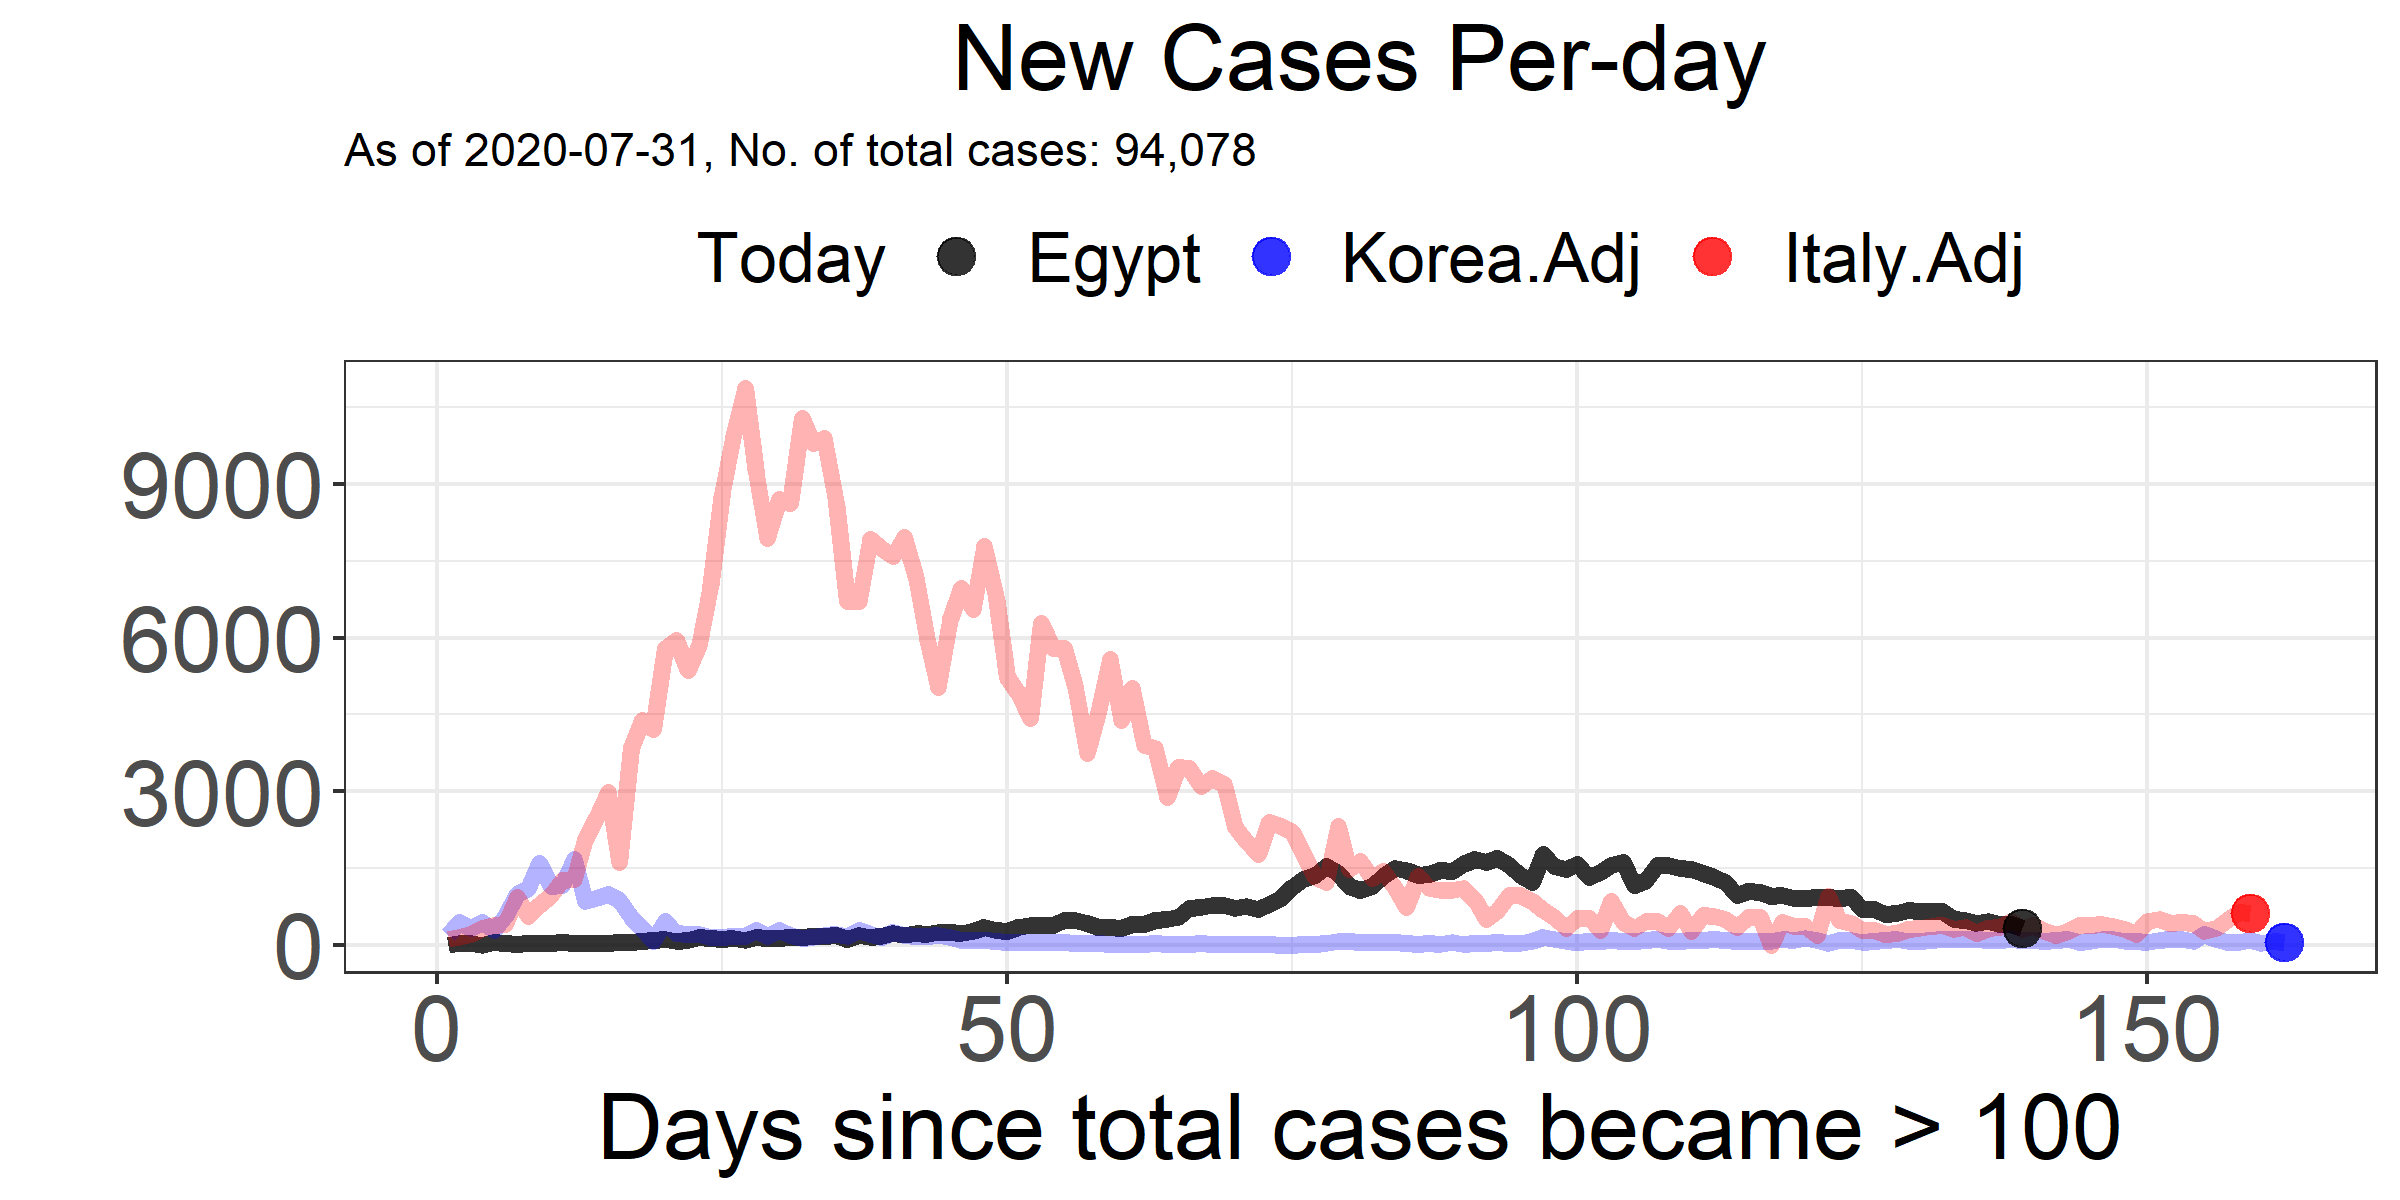 New Cases Per-day
As of 2020-07-31, No. of total cases: 94,078
Today Egypt Korea.Adj Italy.Adj
9000
6000
3000
0
0 50 100 150
Days since total cases became > 100